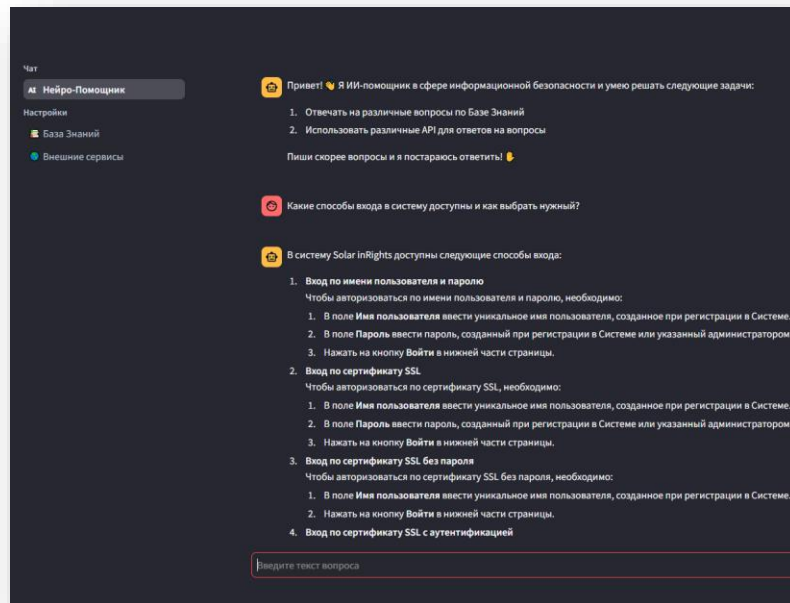 Чат
AI Нейро-Помощник
Настройки
База Знаний
Внешние сервисы
Привет! 👋 Я ИИ-помощник в сфере информационной безопасности и умею решать следующие задачи:
1. Отвечать на различные вопросы по Базе Знаний
2. Использовать различные API для ответов на вопросы
Пиши скорее вопросы и я постараюсь ответить! ✋
Какие способы входа в систему доступны и как выбрать нужный?
В систему Solar inRights доступны следующие способы входа:
1. Вход по имени пользователя и паролю
Чтобы авторизоваться по имени пользователя и паролю, необходимо:
1. В поле Имя пользователя ввести уникальное имя пользователя, созданное при регистрации в Системе.
2. В поле Пароль ввести пароль, созданный при регистрации в Системе или указанный администратором
3. Нажать на кнопку Войти в нижней части страницы.
2. Вход по сертификату SSL
Чтобы авторизоваться по сертификату SSL, необходимо:
1. В поле Имя пользователя ввести уникальное имя пользователя, созданное при регистрации в Системе.
2. В поле Пароль ввести пароль, созданный при регистрации в Системе или указанный администратором
3. Нажать на кнопку Войти в нижней части страницы.
3. Вход по сертификату SSL без пароля
Чтобы авторизоваться по сертификату SSL без пароля, необходимо:
1. В поле Имя пользователя ввести уникальное имя пользователя, созданное при регистрации в Системе.
2. Нажать на кнопку Войти в нижней части страницы.
4. Вход по сертификату SSL с аутентификацией
Введите текст вопроса